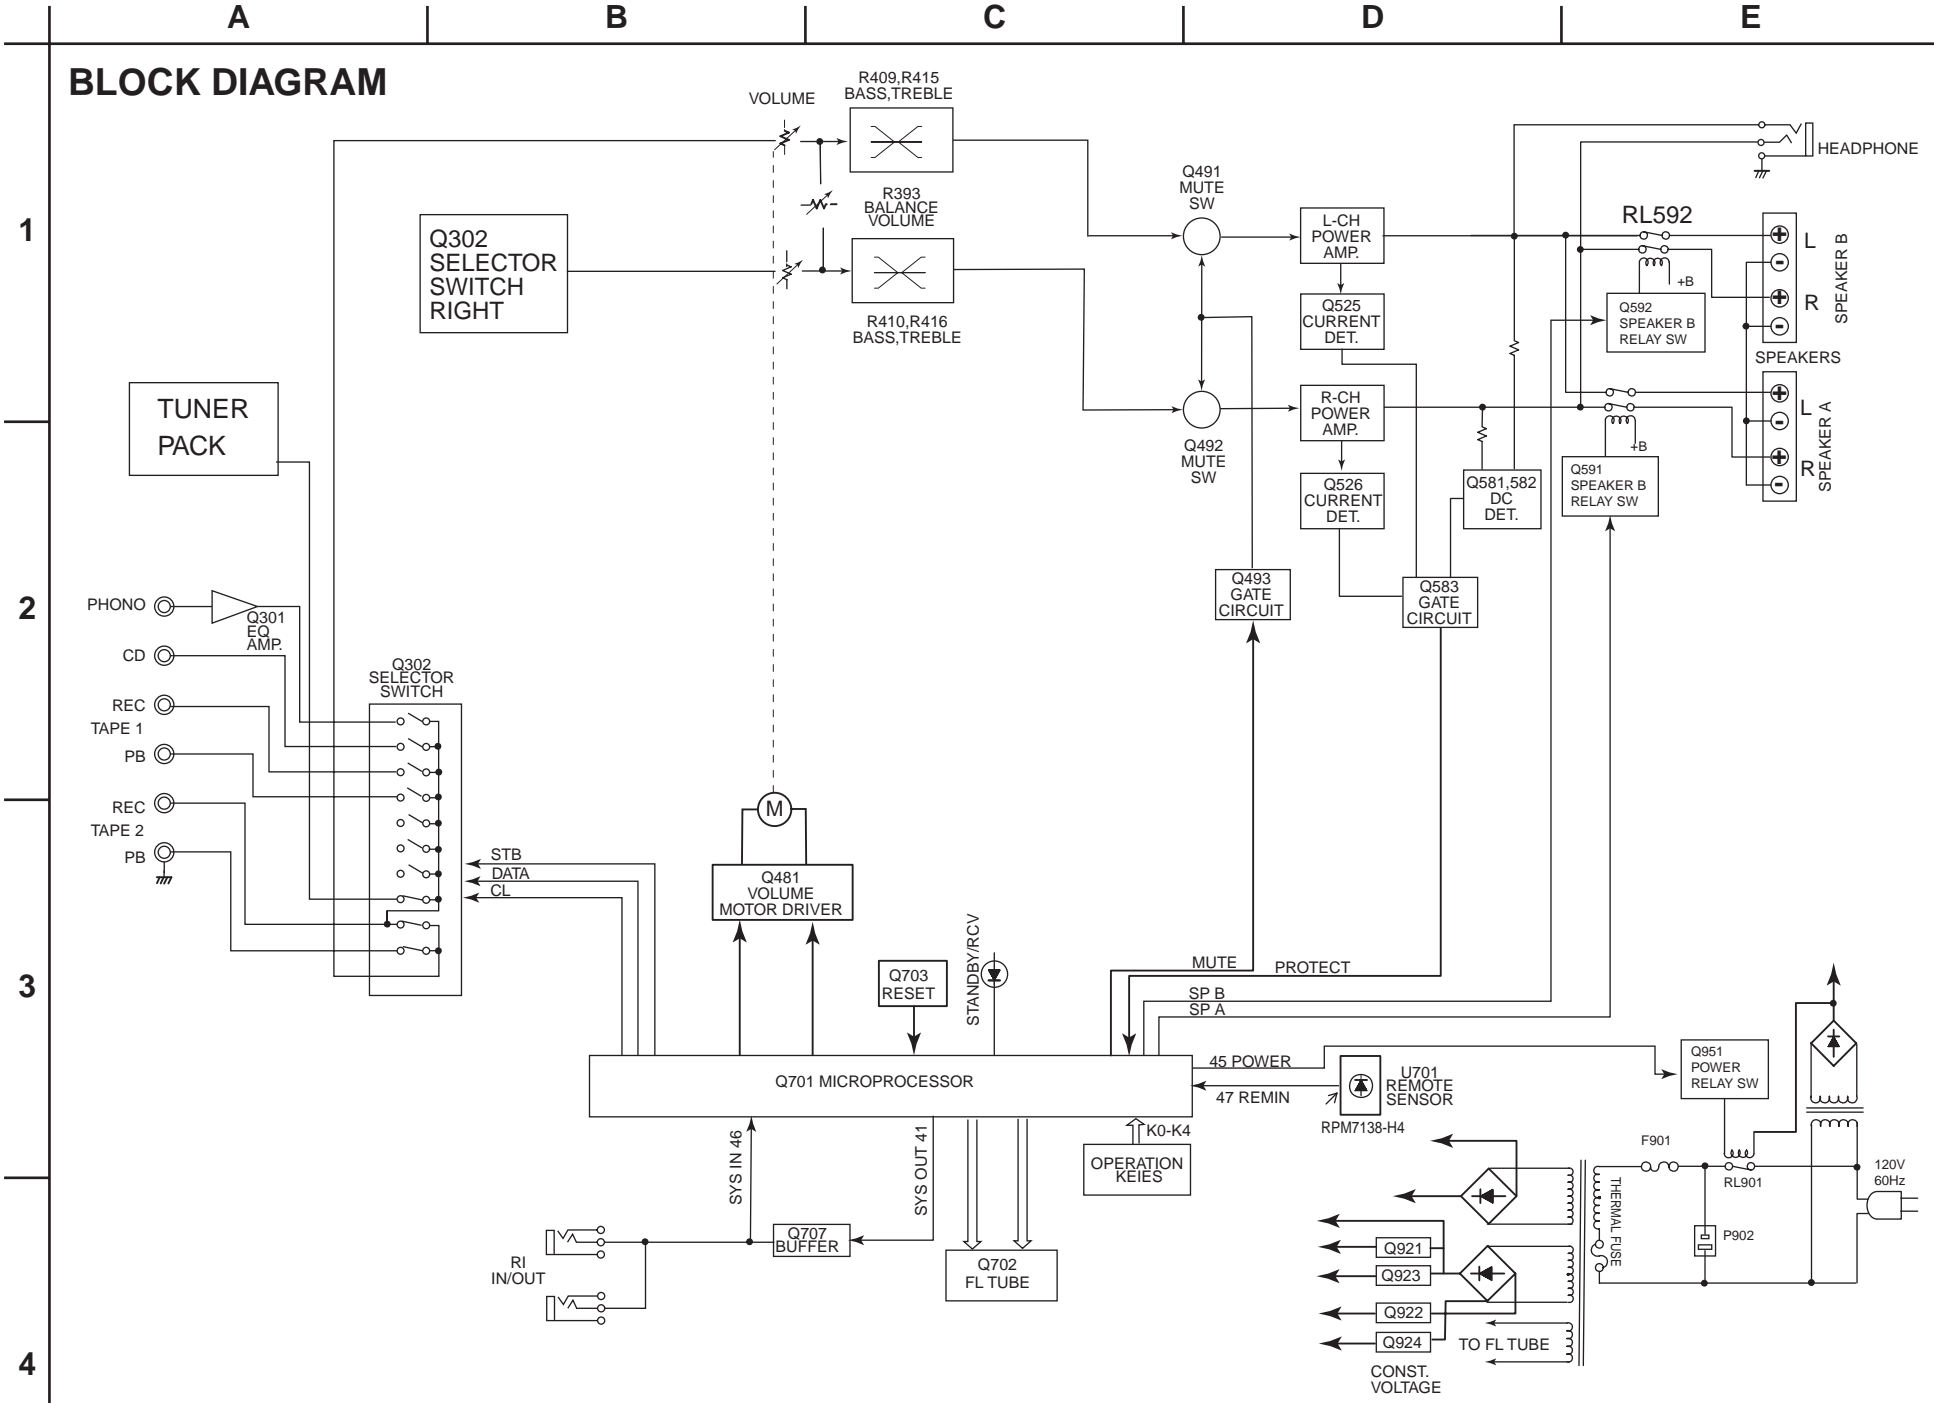 A
B
C
D
E
1
2
3
4
BLOCK DIAGRAM
VOLUME
R409,R415
BASS,TREBLE
R393
BALANCE
VOLUME
R410,R416
BASS,TREBLE
Q302
SELECTOR
SWITCH
RIGHT
Q491
MUTE
SW
Q492
MUTE
SW
L-CH
POWER
AMP.
Q525
CURRENT
DET.
R-CH
POWER
AMP.
Q526
CURRENT
DET.
Q581,582
DC
DET.
Q493
GATE
CIRCUIT
Q583
GATE
CIRCUIT
HEADPHONE
RL592
+B
Q592
SPEAKER B
RELAY SW
L
R
SPEAKER B
SPEAKERS
+B
Q591
SPEAKER B
RELAY SW
L
R
SPEAKER A
TUNER
PACK
PHONO
Q301
EQ
AMP.
CD
REC
TAPE 1
PB
REC
TAPE 2
PB
Q302
SELECTOR
SWITCH
STB
DATA
CL
M
Q481
VOLUME
MOTOR DRIVER
Q703
RESET
STANDBY/RCV
MUTE
PROTECT
SP B
SP A
Q701 MICROPROCESSOR
45 POWER
47 REMIN
U701
REMOTE
SENSOR
RPM7138-H4
Q951
POWER
RELAY SW
SYS IN 46
SYS OUT 41
K0-K4
OPERATION
KEIES
Q707
BUFFER
Q702
FL TUBE
RI
IN/OUT
F901
RL901
120V
60Hz
P902
THERMAL FUSE
Q921
Q923
Q922
Q924
TO FL TUBE
CONST.
VOLTAGE